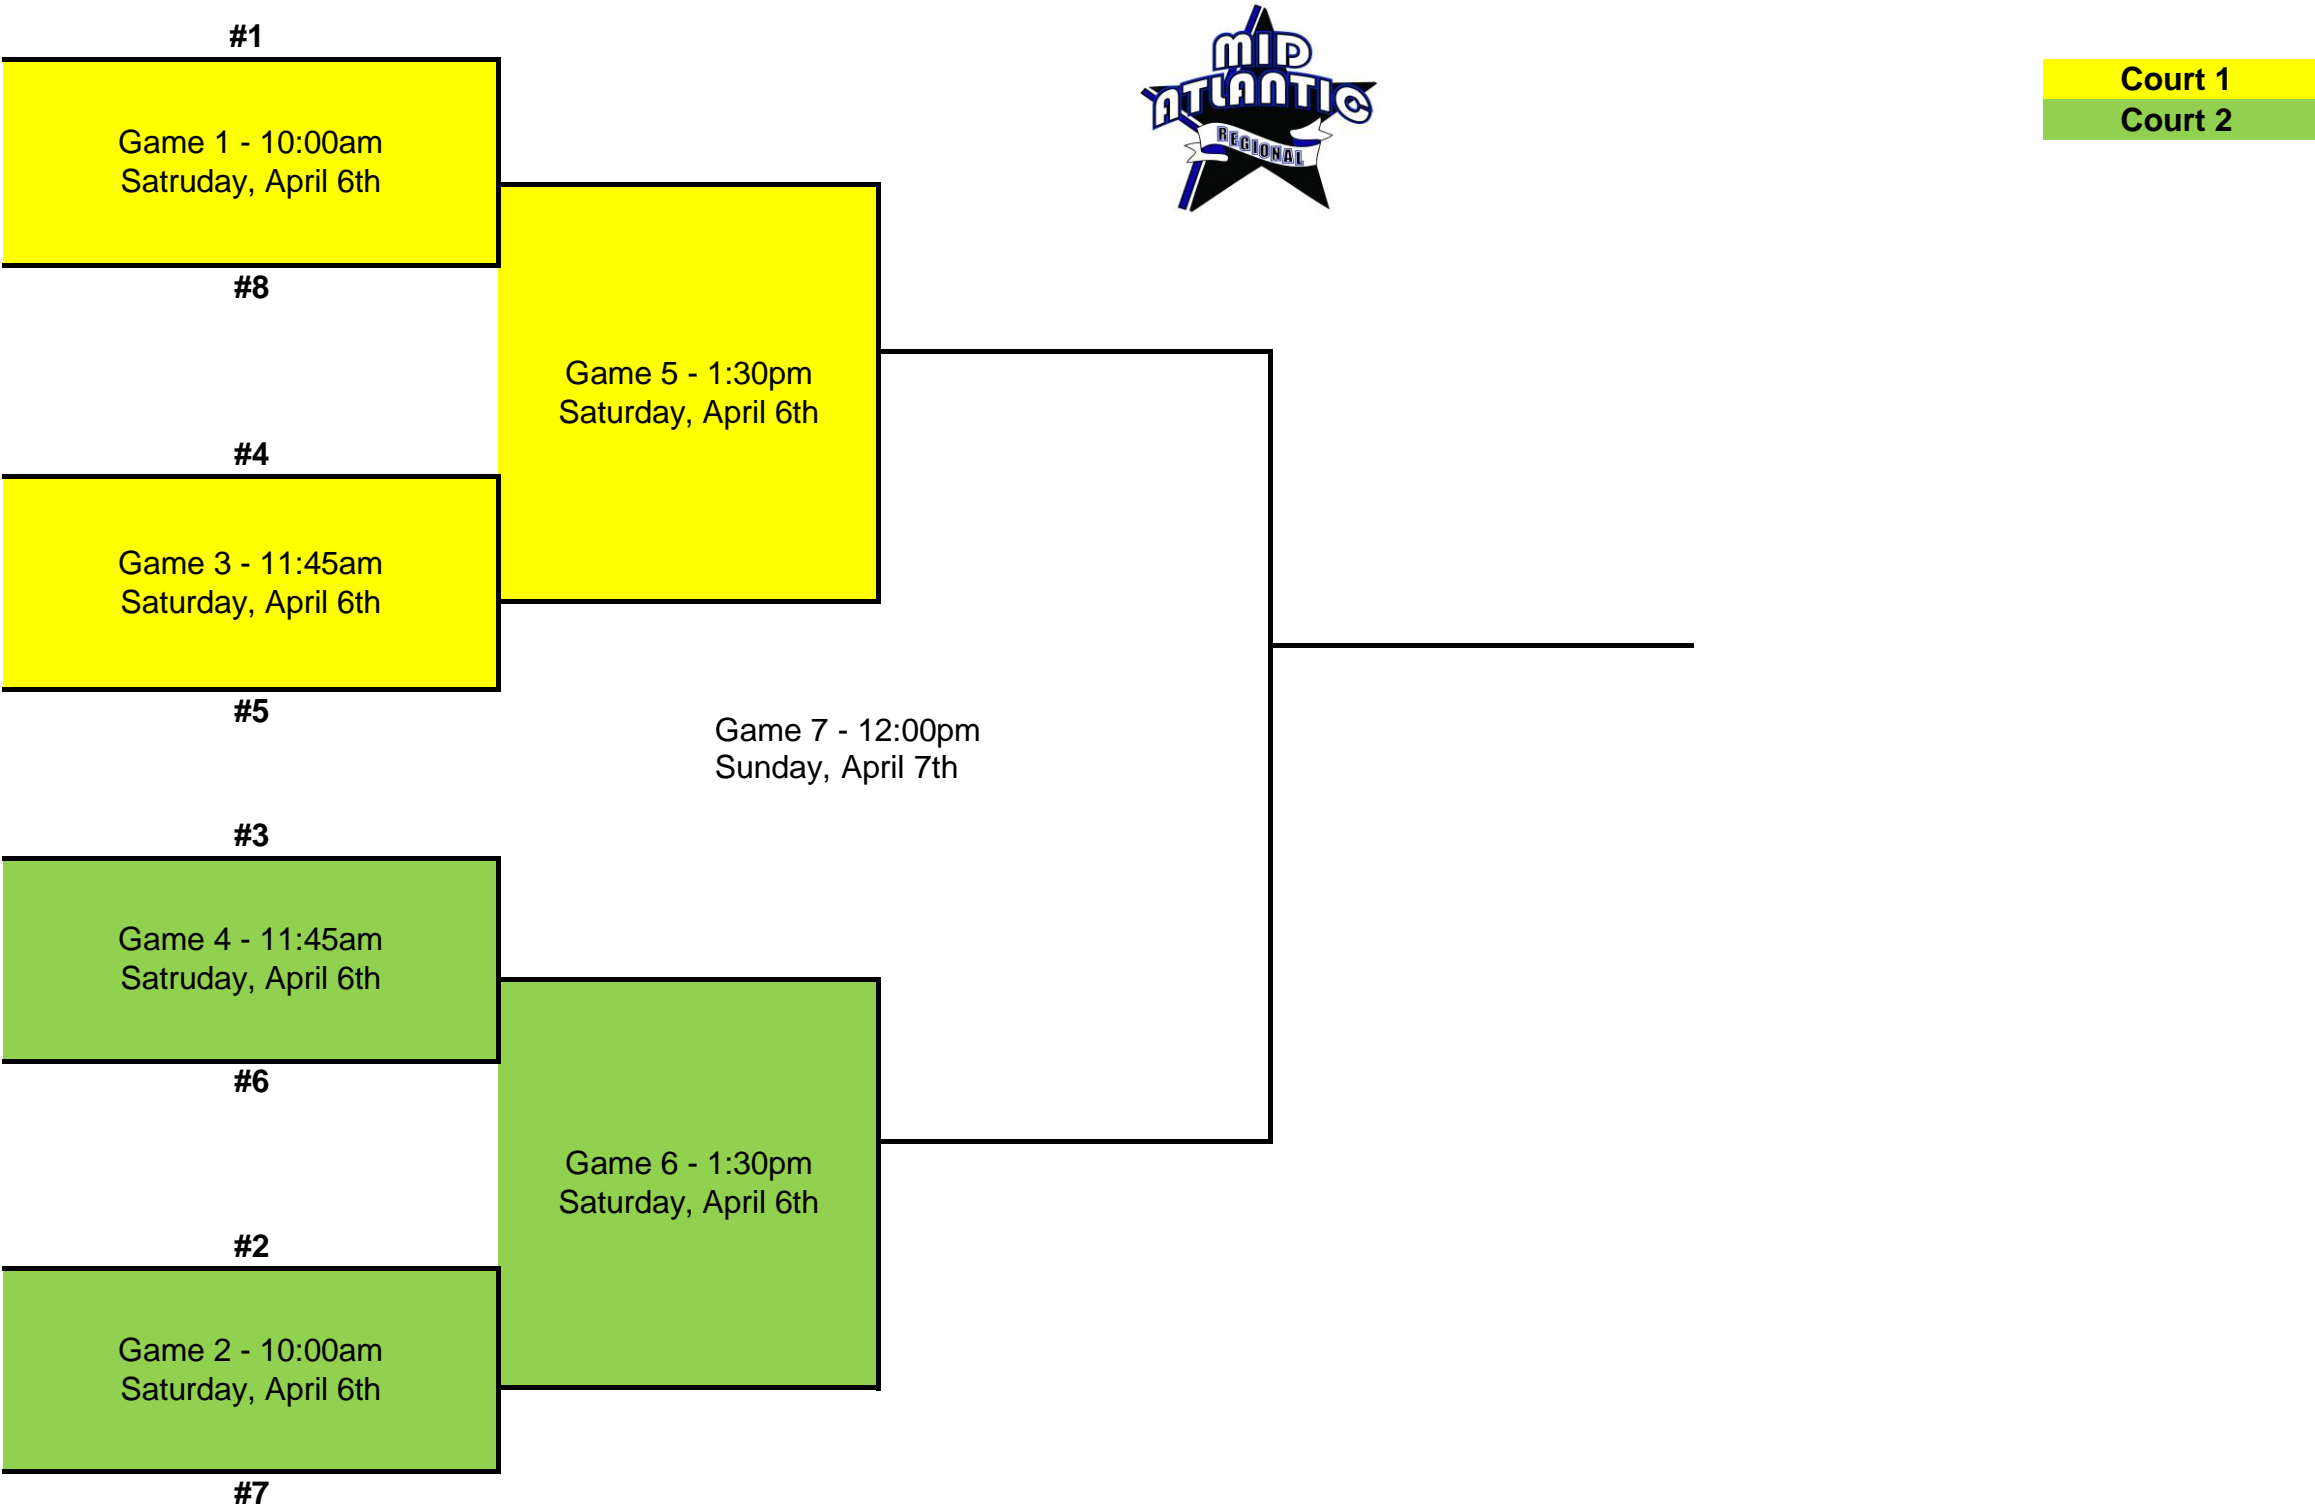 #1
MID
ATLANTIC
REGIONAL
Court 1
Court 2
Game 1 - 10:00am
Satruday, April 6th
#8
Game 5 - 1:30pm
Saturday, April 6th
#4
Game 3 - 11:45am
Saturday, April 6th
#5
Game 7 - 12:00pm
Sunday, April 7th
#3
Game 4 - 11:45am
Satruday, April 6th
#6
Game 6 - 1:30pm
Saturday, April 6th
#2
Game 2 - 10:00am
Saturday, April 6th
#7